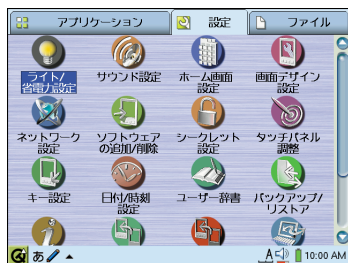 アプリケーション
設定
ファイル
ライト/
省電力設定
サウンド設定
ホーム画面
設定
画面デザイン
設定
ネットワーク
設定
ソフトウェア
の追加/削除
シークレット
設定
タッチパネル
調整
キー設定
日付/時刻
設定
ユーザー辞書
バックアップ/
リストア
あ
A
10:00 AM